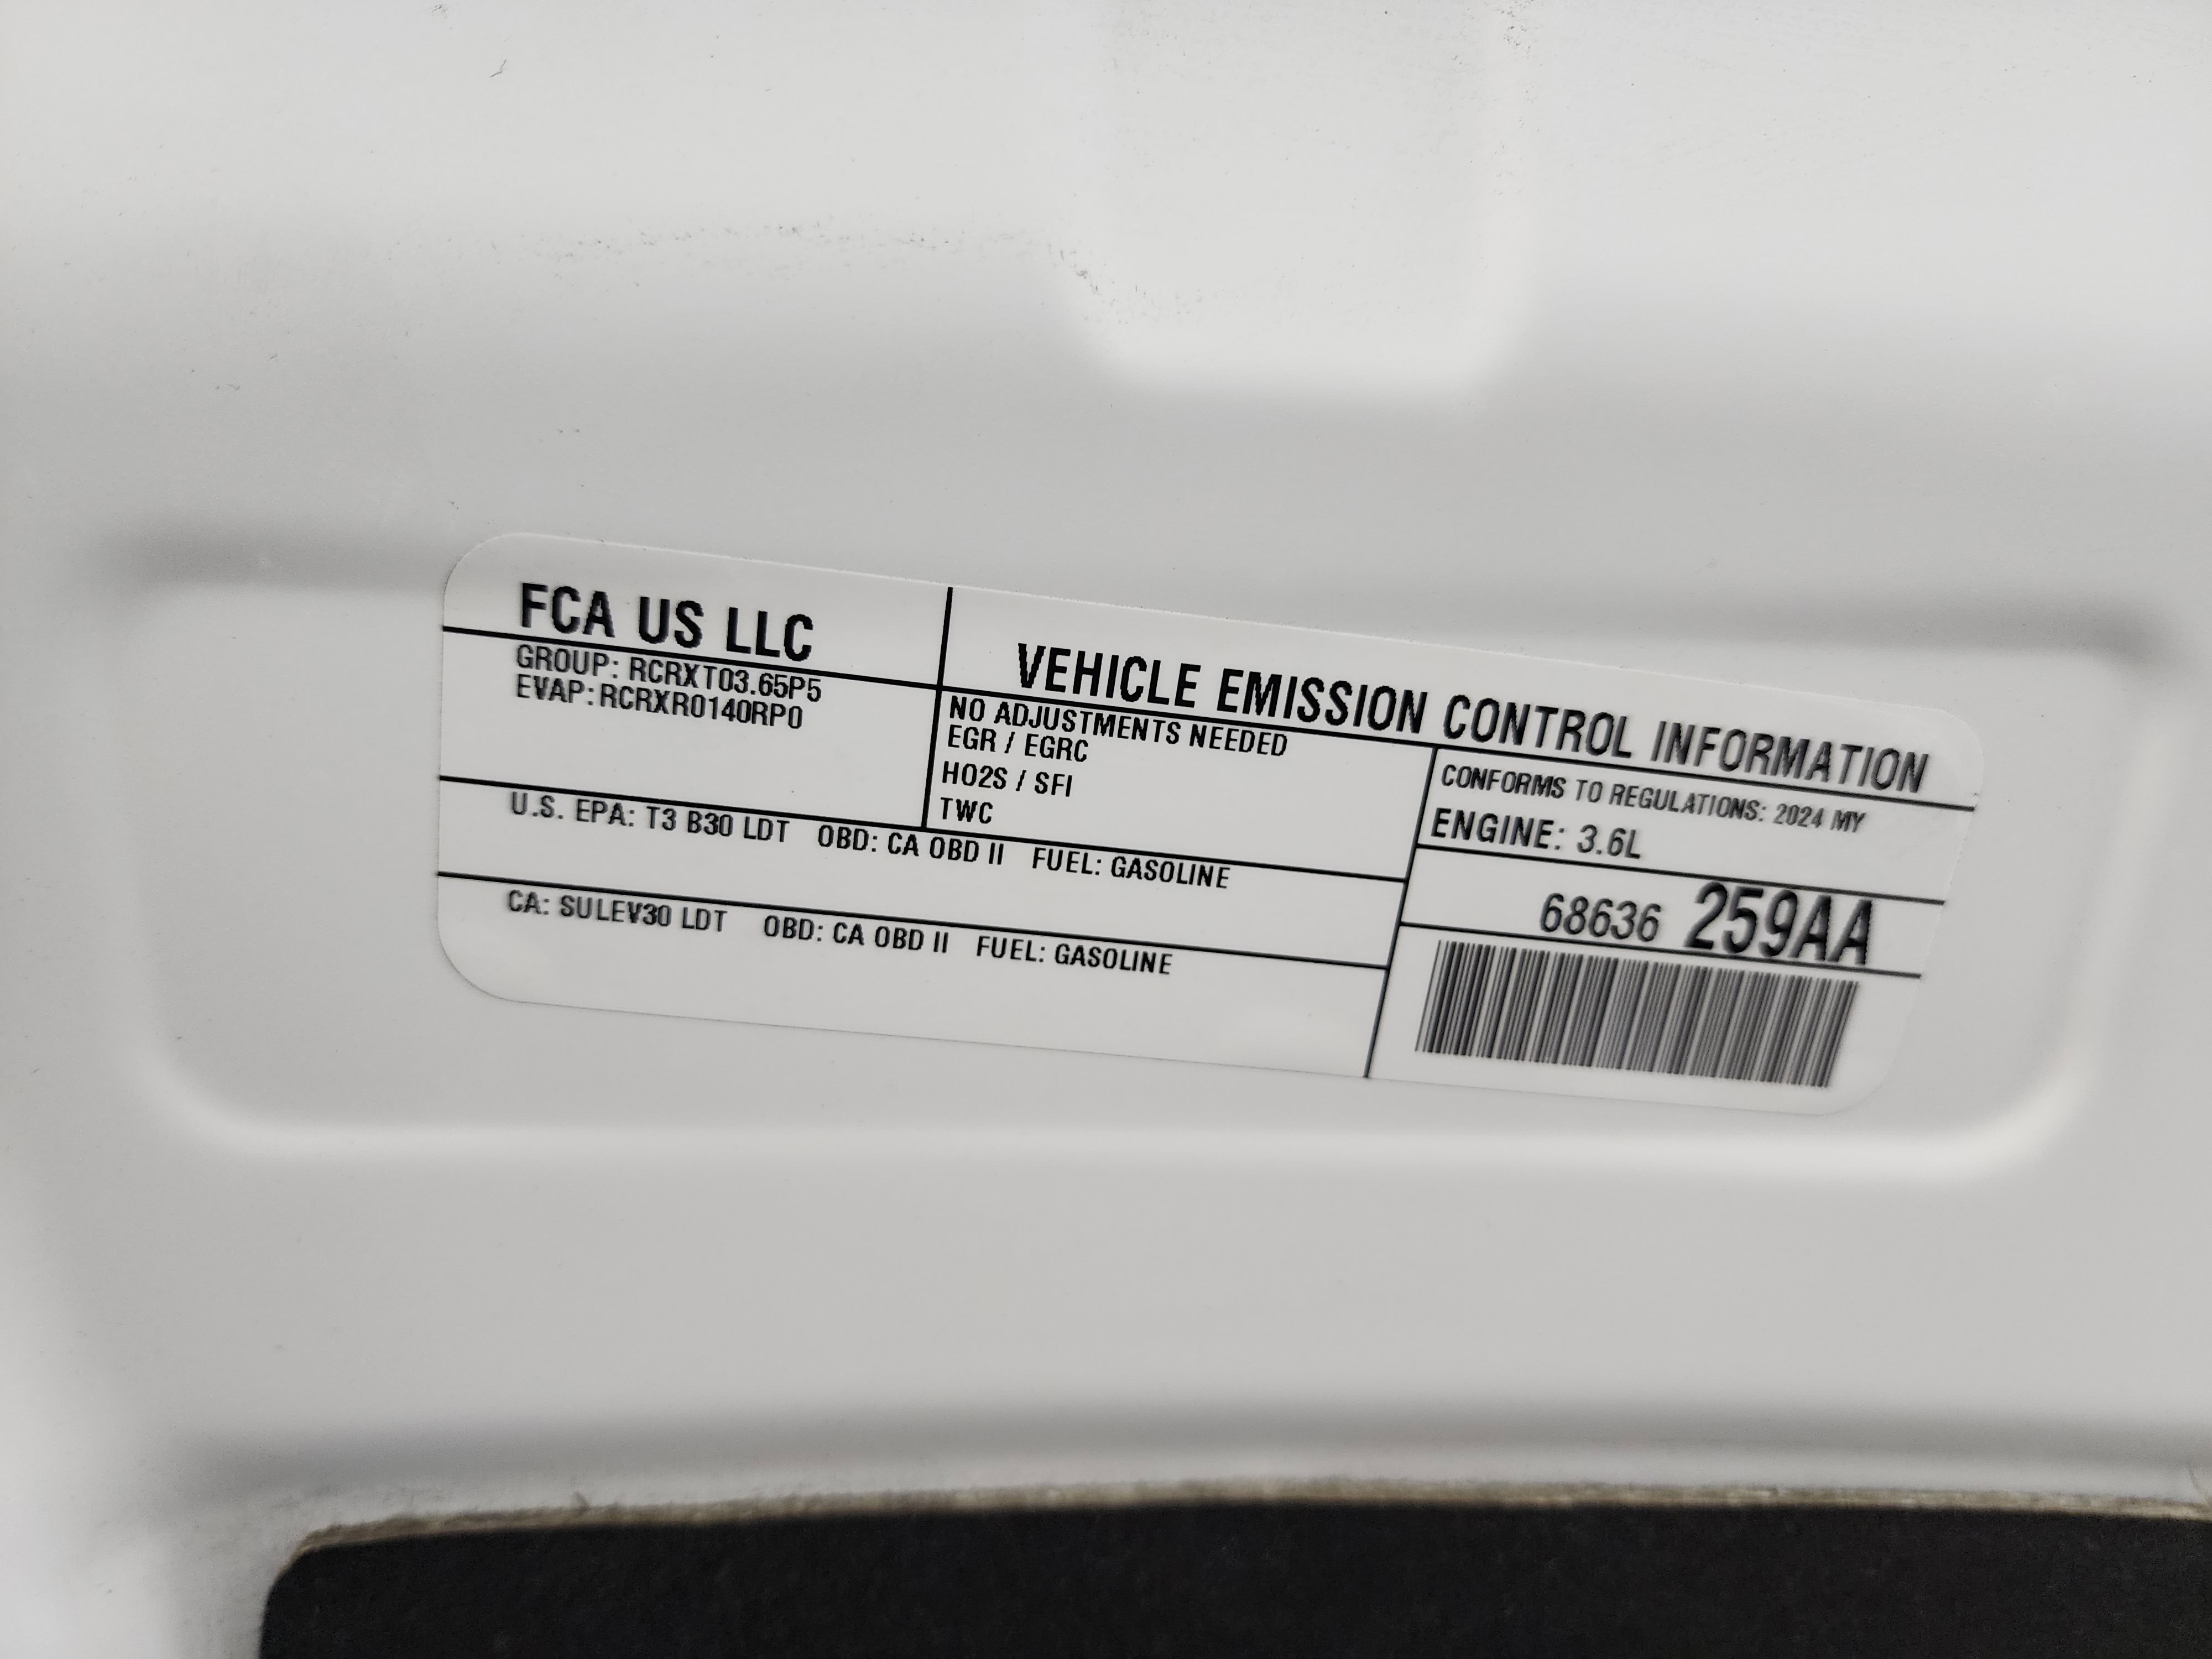 FCA US LLC
VEHICLE EMISSION CONTROL INFORMATION
GROUP: RCRXT03.65P5
EVAP: RCRXR0140RP0
NO ADJUSTMENTS NEEDED
EGR / EGRC
HO2S / SFI
TWC
CONFORMS TO REGULATIONS: 2024 MY
ENGINE: 3.6L
U.S. EPA: T3 B30 LDT OBD: CA OBD II FUEL: GASOLINE
CA: SULEV30 LDT OBD: CA OBD II FUEL: GASOLINE
68636 259AA